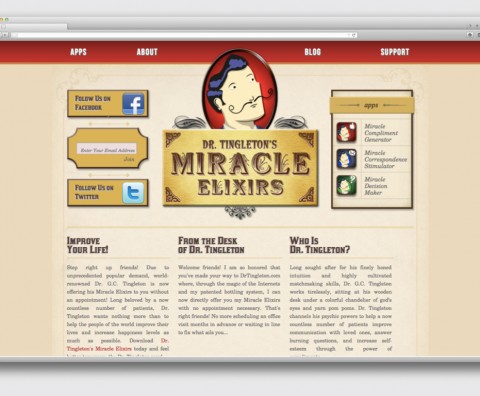 APPS ABOUT BLOG SUPPORT
Follow Us on
Facebook
Enter Your Email Address
Join
Follow Us on
Twitter
DR. TINGLETON'S
MIRACLE
ELIXIRS
apps
Miracle
Compliment
Generator
Miracle
Correspondence
Stimulator
Miracle
Decision
Maker
Improve
Your Life!
Step right up friends! Due to
unprecedented popular demand, world-
renowned Dr. G.C. Tingleton is now
offering his Miracle Elixirs to you without
an appointment! Long beloved by a now
countless number of patients, Dr.
Tingleton wants nothing more than to
help the people of the world improve their
lives and increase happiness levels as
much as possible. Download Dr.
Tingleton's Miracle Elixirs today and feel
From the Desk
of Dr. Tingleton
Welcome friends! I am so honored that
you've made your way to DrTingleton.com
where, through the magic of the Internets
and my patented bottling system, I can
now directly offer you my Miracle Elixirs
with no appointment necessary. That's
right friends! No more scheduling an office
visit months in advance or waiting in line
to fix what ails you...
Who Is
Dr. Tingleton?
Long sought after for his finely honed
intuition and highly cultivated
matchmaking skills, Dr. G.C. Tingleton
works tirelessly, sitting at his wooden
desk under a colorful chandelier of god's
eyes and yarn pom poms. Dr. Tingleton
channels his psychic powers to help a now
countless number of patients improve
communication with loved ones, answer
burning questions, and increase self-
esteem through the power of